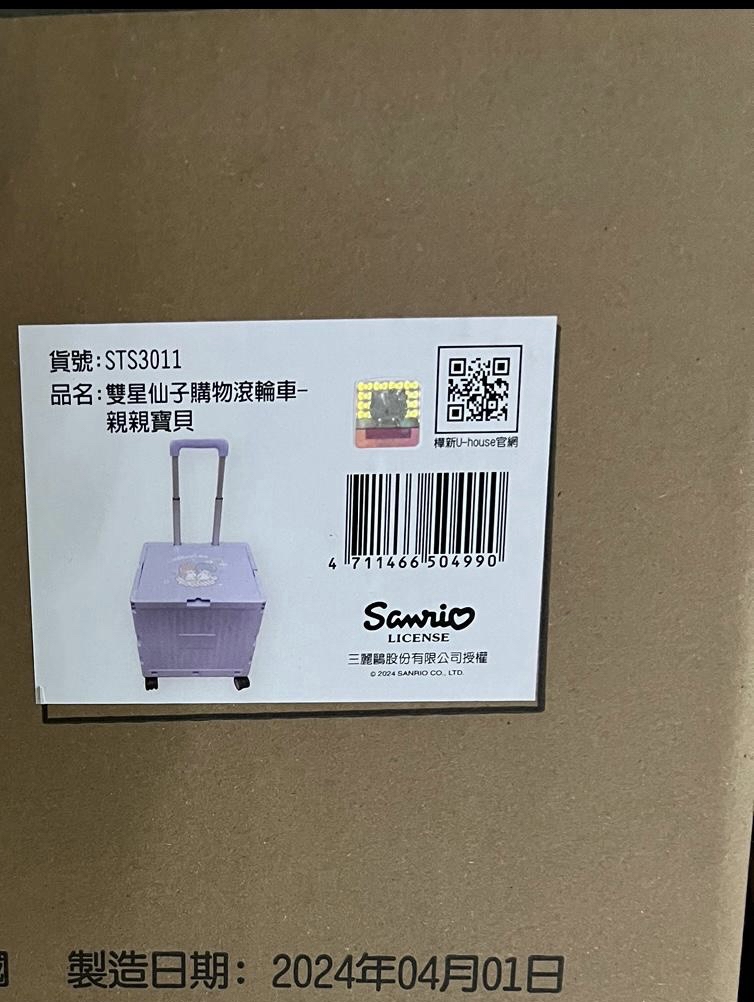 貨號:STS3011
品名:雙星仙子購物滾輪車-
親親寶貝
樺新U-house官網
4 711466 504990
Sanrio
LICENSE
三麗鷗股份有限公司授權
© 2024 SANRIO CO., LTD.
國 製造日期: 2024年04月01日